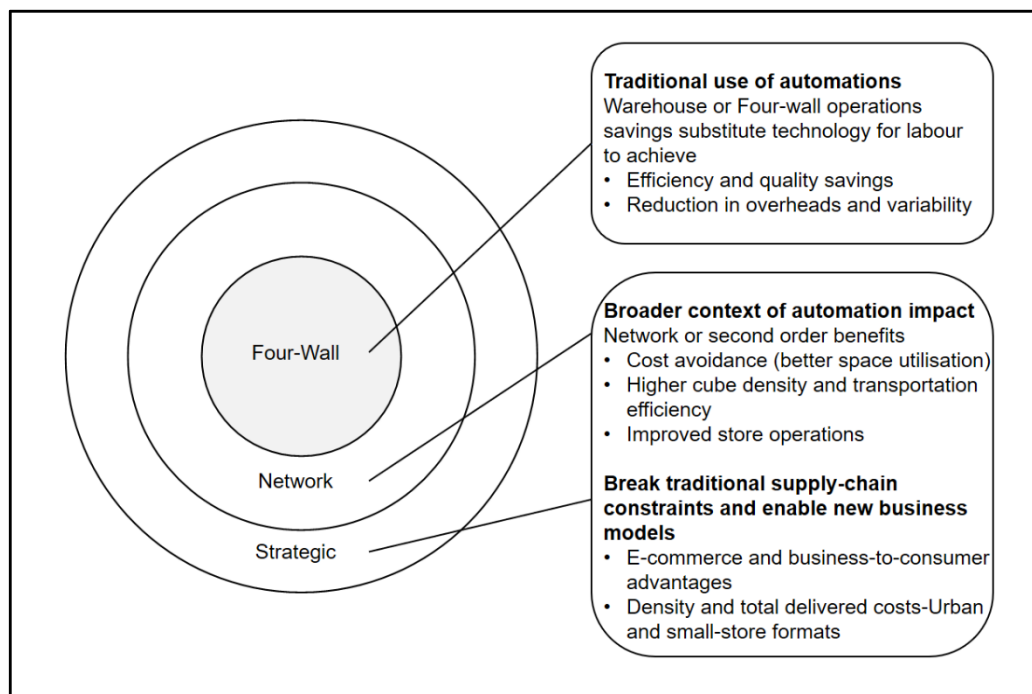 Four-Wall
Network
Strategic
Traditional use of automations
Warehouse or Four-wall operations
savings substitute technology for labour
to achieve
• Efficiency and quality savings
• Reduction in overheads and variability
Broader context of automation impact
Network or second order benefits
• Cost avoidance (better space utilisation)
• Higher cube density and transportation
efficiency
• Improved store operations
Break traditional supply-chain
constraints and enable new business
models
• E-commerce and business-to-consumer
advantages
• Density and total delivered costs-Urban
and small-store formats